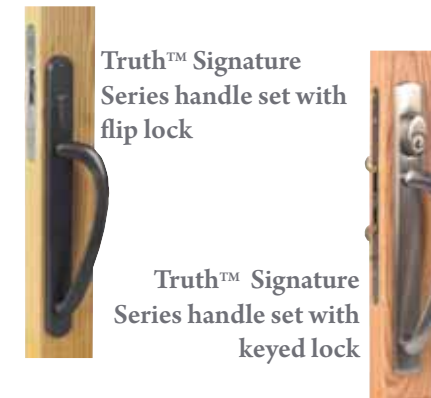 Truth™ Signature
Series handle set with
flip lock
Truth™ Signature
Series handle set with
keyed lock